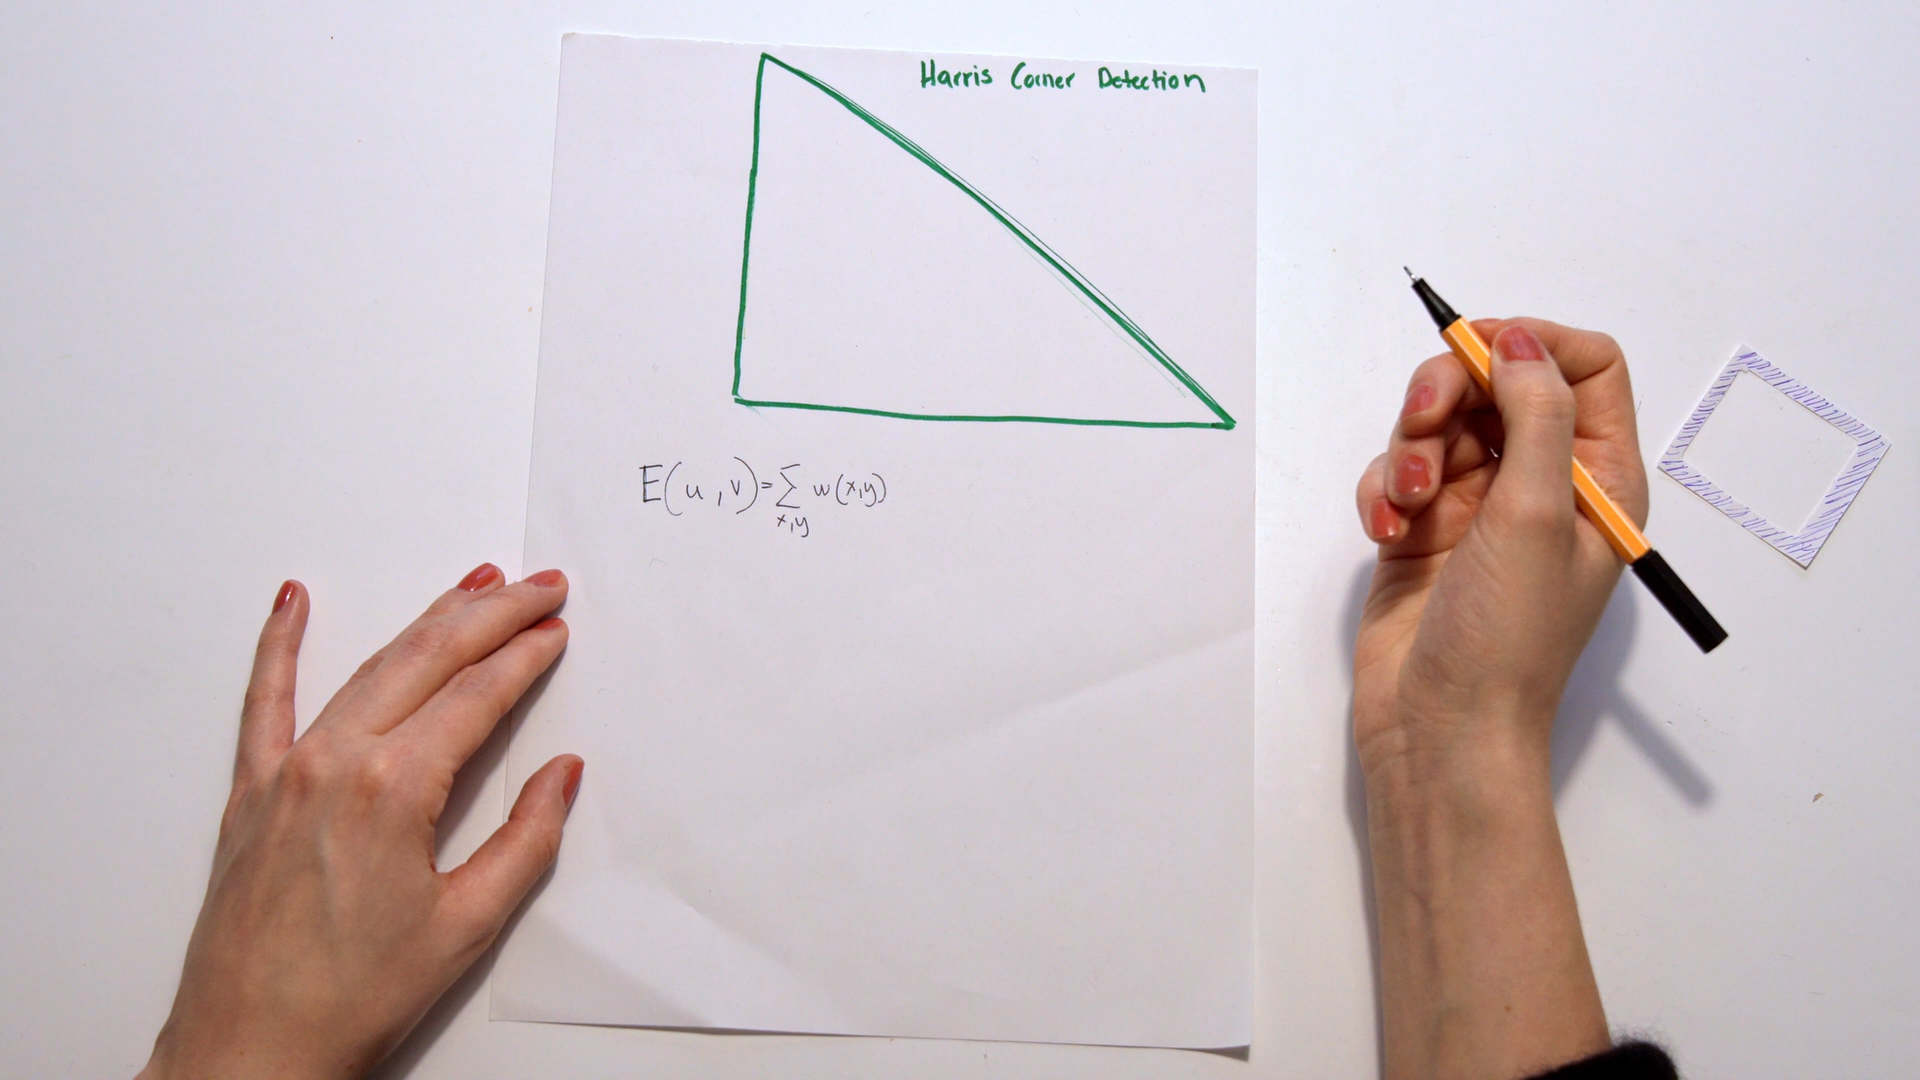 Harris Corner Detection
E(u,v)=∑ w(x,y)
x,y